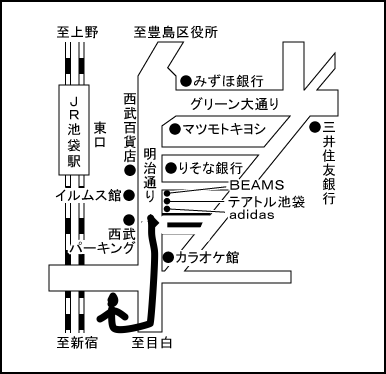 至上野
至豊島区役所
みずほ銀行
グリーン大通り
JR池袋駅
東口
西武百貨店
明治通り
マツモトキヨシ
三井住友銀行
りそな銀行
BEAMS
イルムス館
テアトル池袋
adidas
西武
パーキング
カラオケ館
至新宿
至目白